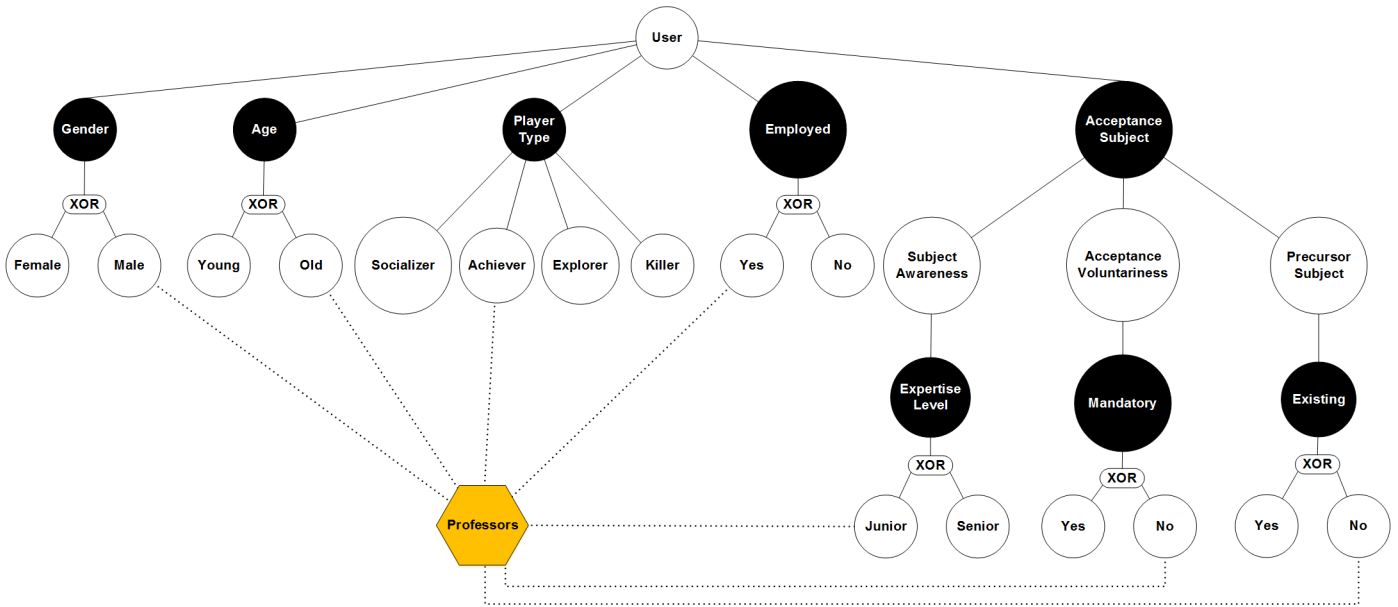 User
Gender
Age
Player
Type
Employed
Acceptance
Subject
XOR
XOR
XOR
Female
Male
Young
Old
Socializer
Achiever
Explorer
Killer
Yes
No
Subject
Awareness
Acceptance
Voluntariness
Precursor
Subject
Expertise
Level
Mandatory
Existing
XOR
XOR
XOR
Professors
Junior
Senior
Yes
No
Yes
No